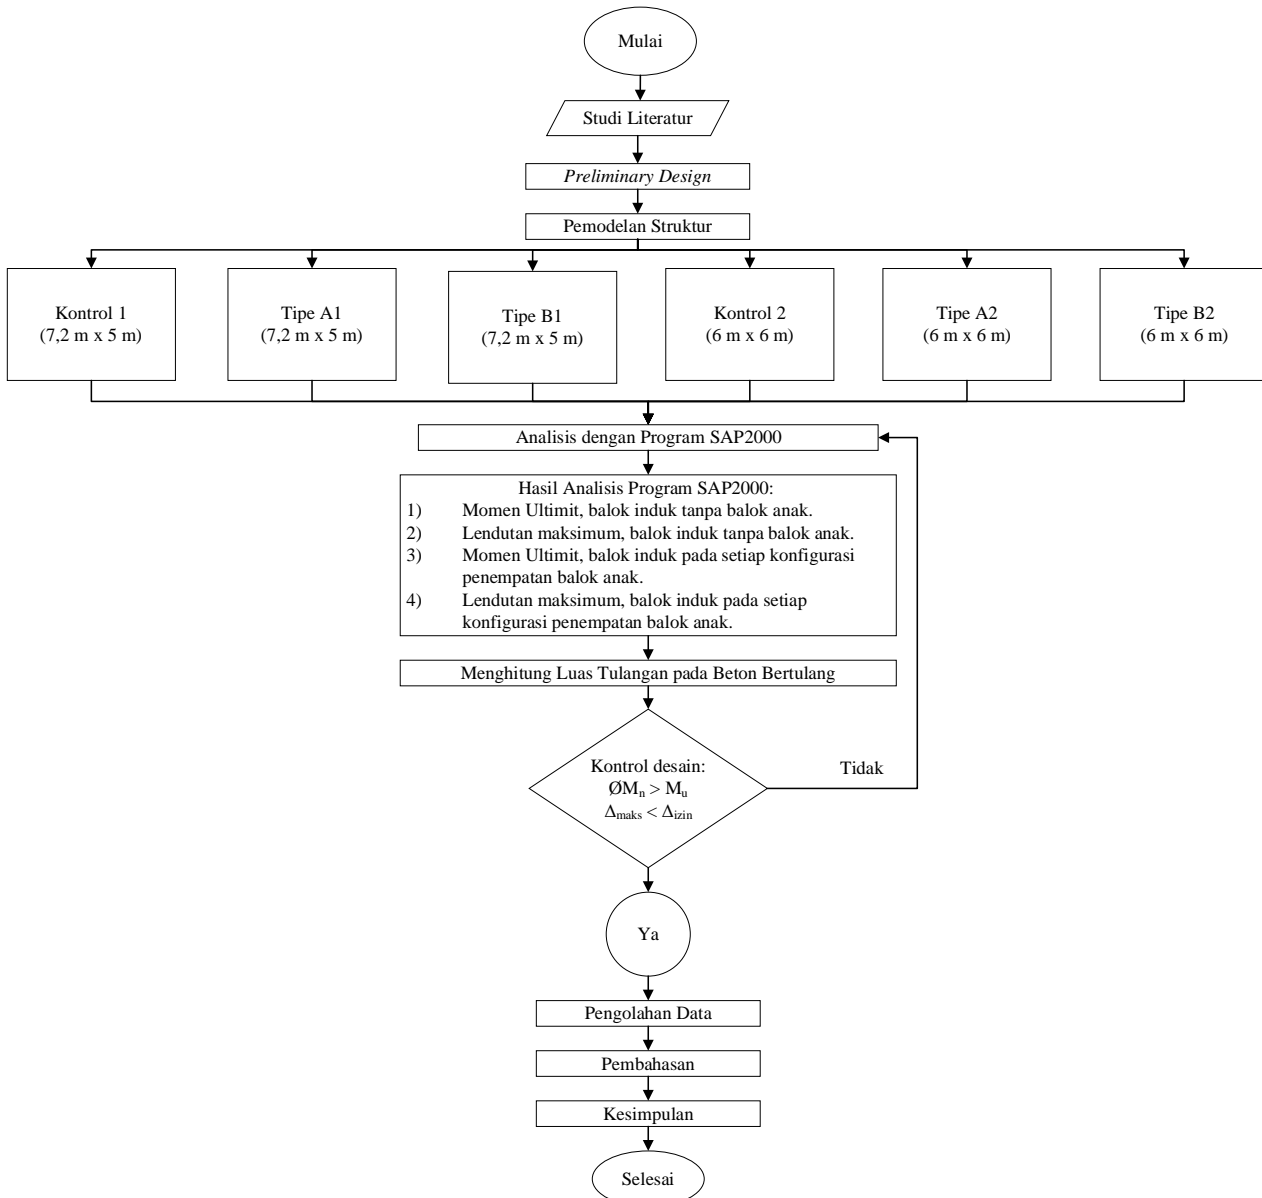 Mulai
Studi Literatur
Preliminary Design
Pemodelan Struktur
Kontrol 1
(7,2 m x 5 m)
Tipe A1
(7,2 m x 5 m)
Tipe B1
(7,2 m x 5 m)
Kontrol 2
(6 m x 6 m)
Tipe A2
(6 m x 6 m)
Tipe B2
(6 m x 6 m)
Analisis dengan Program SAP2000
Hasil Analisis Program SAP2000:
1) Momen Ultimit, balok induk tanpa balok anak.
2) Lendutan maksimum, balok induk tanpa balok anak.
3) Momen Ultimit, balok induk pada setiap konfigurasi
penempatan balok anak.
4) Lendutan maksimum, balok induk pada setiap
konfigurasi penempatan balok anak.
Menghitung Luas Tulangan pada Beton Bertulang
Kontrol desain:
ØMn > Mu
Δmaks < Δizin
Tidak
Ya
Pengolahan Data
Pembahasan
Kesimpulan
Selesai